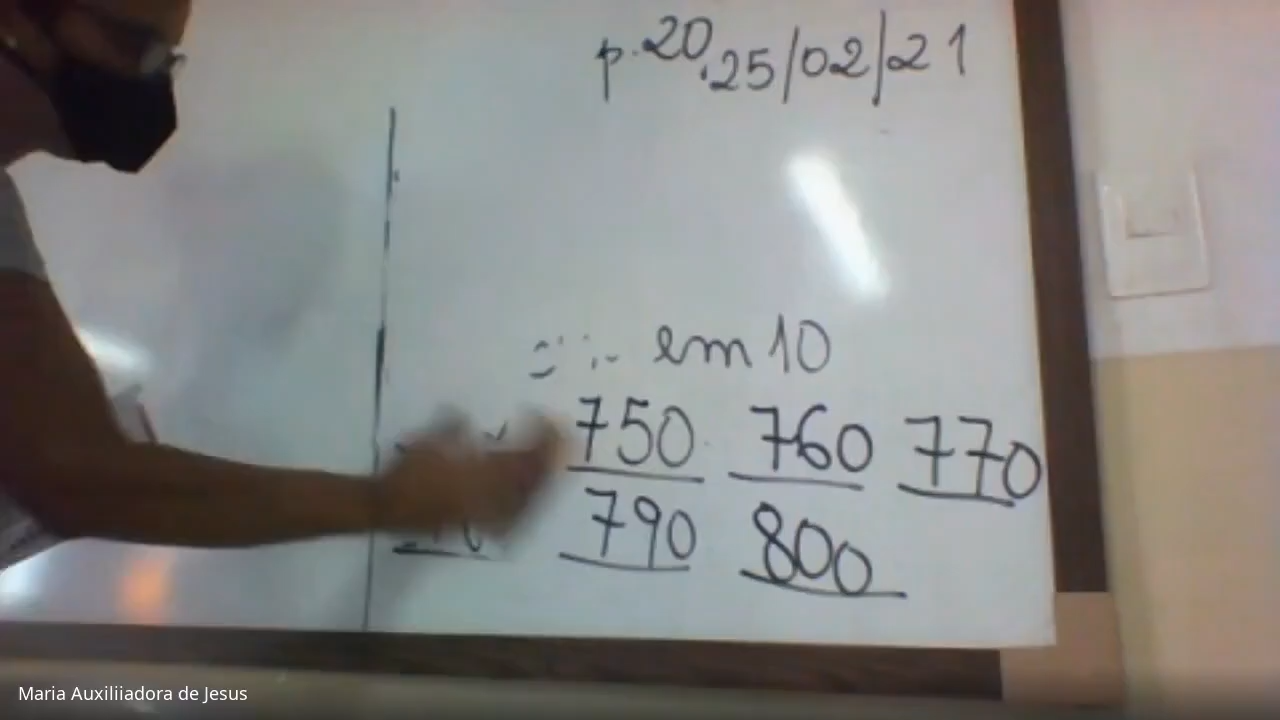 p. 20. 25/02/21
em 10
750 760 770
790 800
Maria Auxiliiadora de Jesus